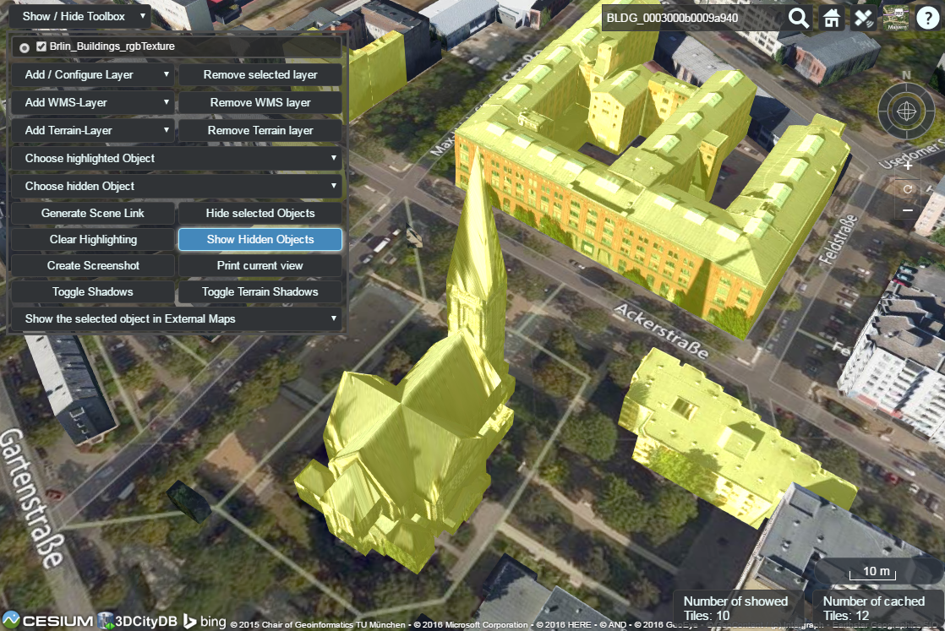 Show / Hide Toolbox
BLDG_0003000b0009a940
Brlin_Buildings_rgbTexture
Add / Configure Layer
Remove selected layer
Add WMS-Layer
Remove WMS layer
Add Terrain-Layer
Remove Terrain layer
Choose highlighted Object
Choose hidden Object
Generate Scene Link
Hide selected Objects
Clear Highlighting
Show Hidden Objects
Create Screenshot
Print current view
Toggle Shadows
Toggle Terrain Shadows
Show the selected object in External Maps
N
Feldstraße
Ackerstraße
Gartenstraße
10 m
Number of showed Tiles: 10
Number of cached Tiles: 12
CESIUM 3DCityDB bing © 2015 Chair of Geoinformatics TU München · © 2016 Microsoft Corporation · © 2016 HERE · © AND ·